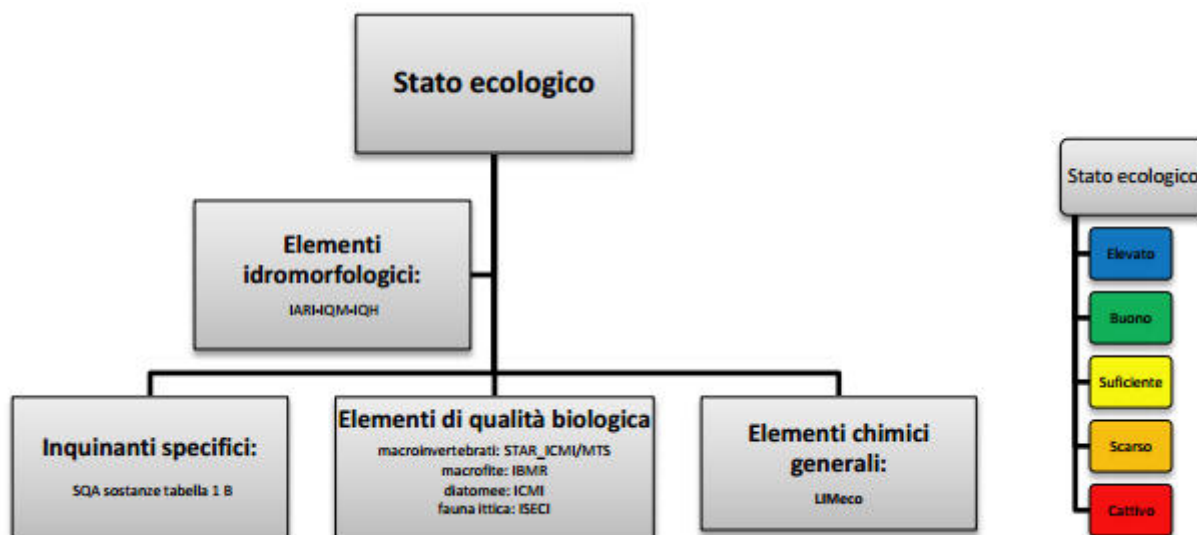 Stato ecologico
Elementi
idromorfologici:
IARI-IQM-IQH
Inquinanti specifici:
SQA sostanze tabella 1 B
Elementi di qualità biologica
macroinvertebrati: STAR_ICMI/MTS
macrofite: IBMR
diatomee: ICMI
fauna ittica: ISECI
Elementi chimici
generali:
LIMeco
Stato ecologico
Elevato
Buono
Suficiente
Scarso
Cattivo